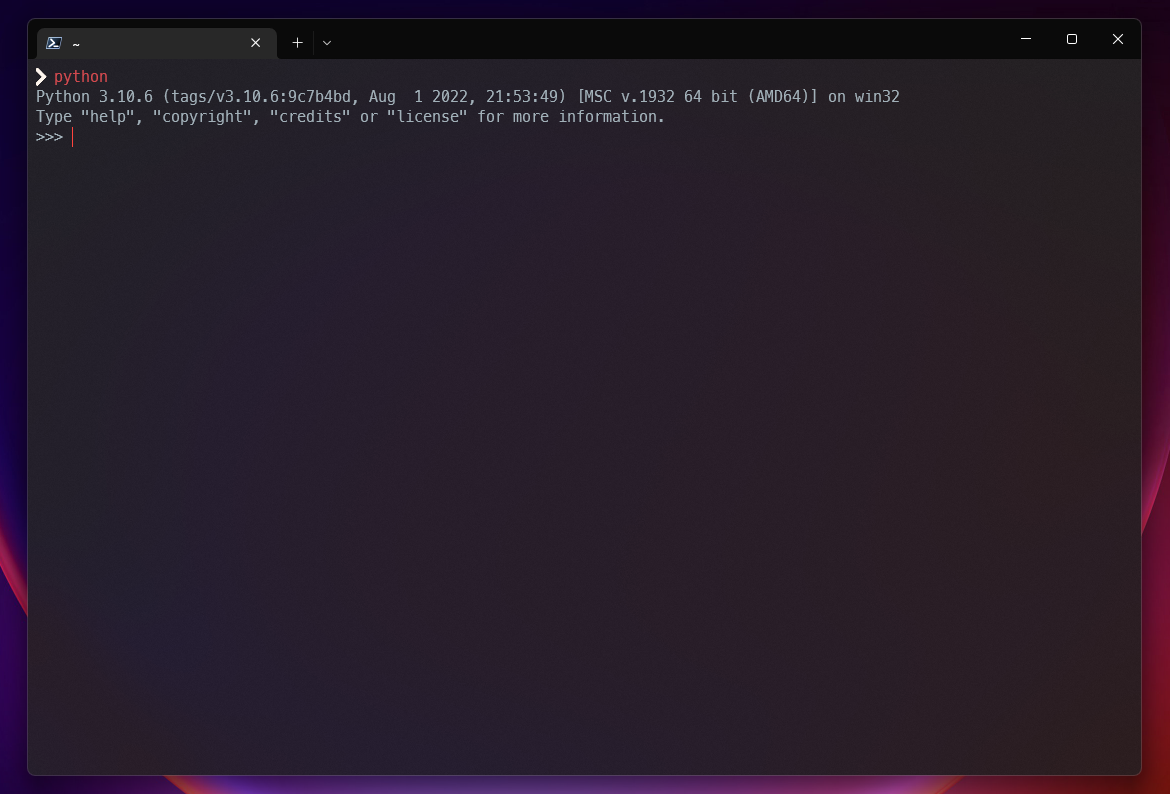 ~
❯ python
Python 3.10.6 (tags/v3.10.6:9c7b4bd, Aug  1 2022, 21:53:49) [MSC v.1932 64 bit (AMD64)] on win32
Type "help", "copyright", "credits" or "license" for more information.
>>>